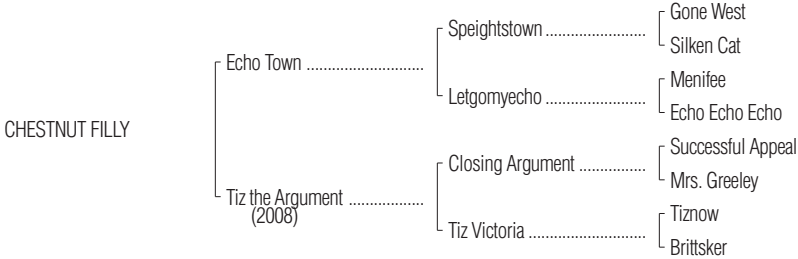 Gone West
Speightstown ........................
Silken Cat
Echo Town ............................
Menifee
Letgomyecho ........................
Echo Echo Echo
CHESTNUT FILLY
Successful Appeal
Closing Argument ................
Mrs. Greeley
Tiz the Argument ..................
(2008)
Tiznow
Tiz Victoria ............................
Brittsker